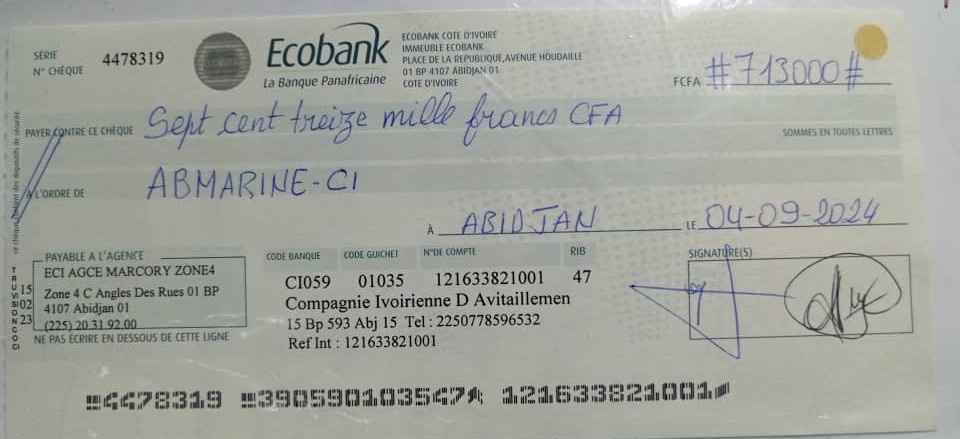 SÉRIE
N° CHÈQUE 4478319
Ecobank
La Banque Panafricaine
ECOBANK COTE D'IVOIRE
IMMEUBLE ECOBANK
PLACE DE LA REPUBLIQUE, AVENUE HOUDAILLE
01 BP 4107 ABIDJAN 01
COTE D'IVOIRE
FCFA #713000#
PAYER CONTRE CE CHÈQUE Sept cent treize mille francs CFA
SOMMES EN TOUTES LETTRES
A L'ORDRE DE ABMARINE-CI
À ABIDJAN LE 04-09-2024
PAYABLE A L'AGENCE
ECI AGCE MARCORY ZONE4
Zone 4 C Angles Des Rues 01 BP
4107 Abidjan 01
(225) 20 31 92 00
NE PAS ÉCRIRE EN DESSOUS DE CETTE LIGNE
CODE BANQUE CODE GUICHET N°DE COMPTE RIB
CI059 01035 121633821001 47
Compagnie Ivoirienne D Avitaillemen
15 Bp 593 Abj 15 Tel : 2250778596532
Ref Int : 121633821001
SIGNATURE(S)
TRUVISIONCOCI
15
02
23
4478319 390590103547 121633821001